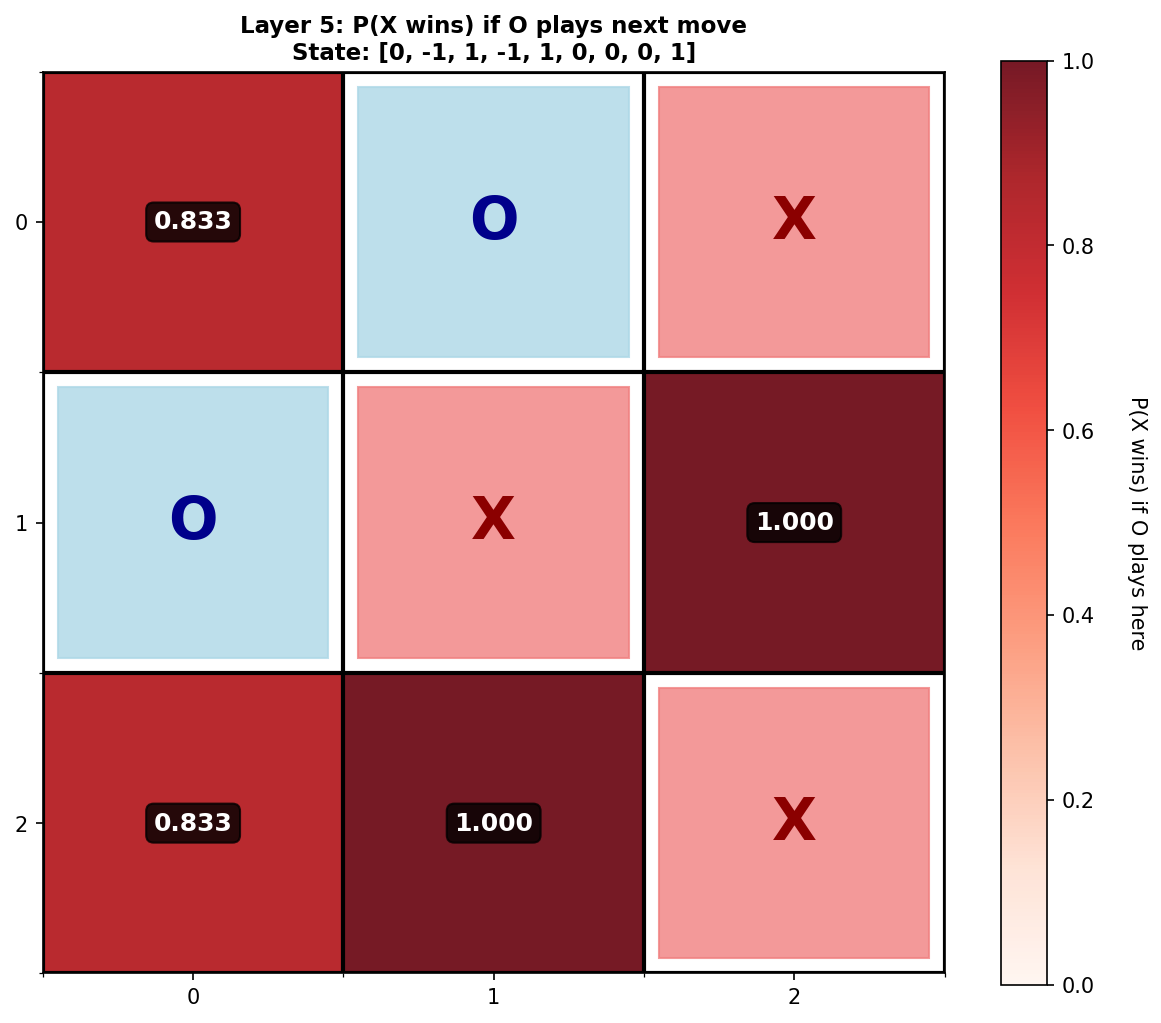 Layer 5: P(X wins) if O plays next move
State: [0, -1, 1, -1, 1, 0, 0, 0, 1]
0
0.833
O
X
1
O
X
1.000
2
0.833
1.000
X
0
1
2
1.0
0.8
0.6
0.4
0.2
0.0
P(X wins) if O plays here